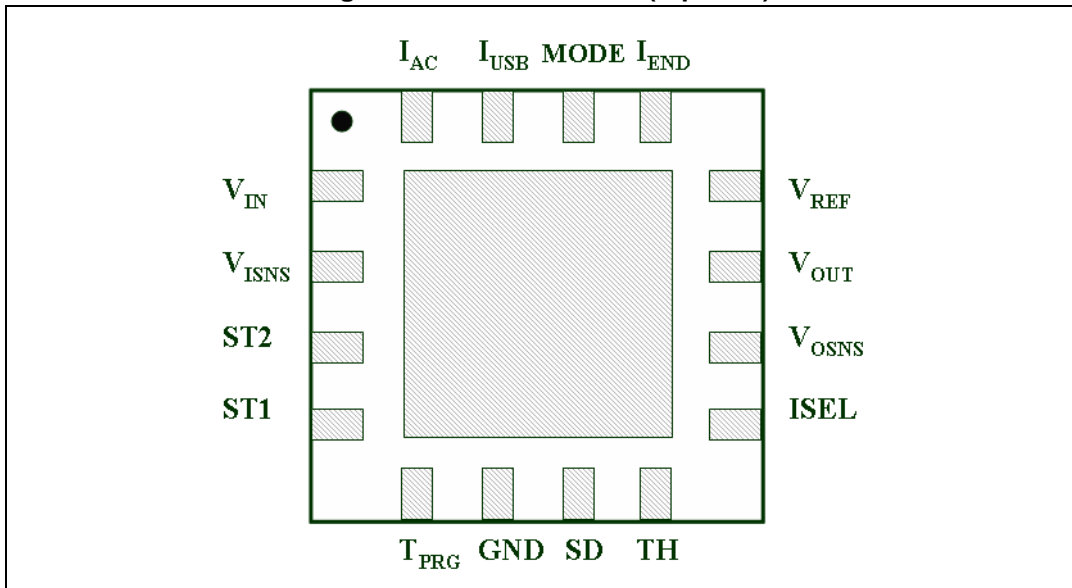 I_AC I_USB MODE I_END
V_IN V_REF
V_ISNS V_OUT
ST2 V_OSNS
ST1 ISEL
T_PRG GND SD TH